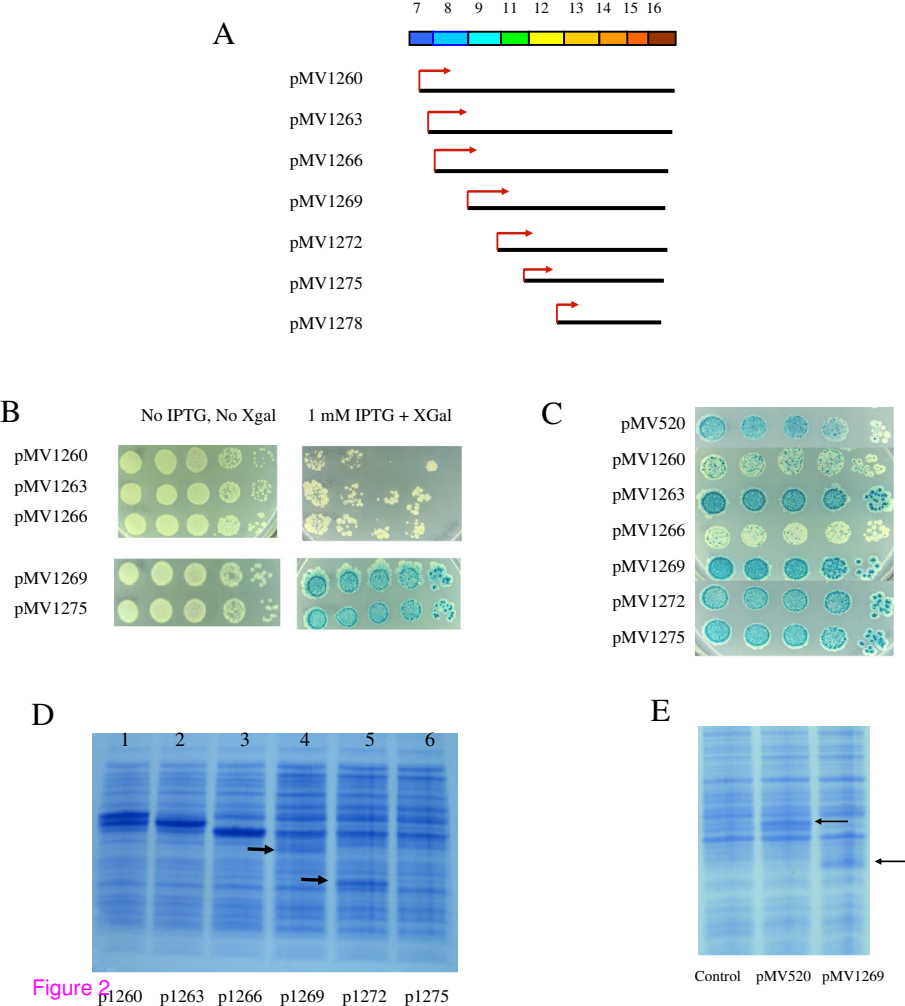 7 8 9 11 12 13 14 15 16
A
pMV1260
pMV1263
pMV1266
pMV1269
pMV1272
pMV1275
pMV1278
B
No IPTG, No Xgal 1 mM IPTG + XGal
pMV1260
pMV1263
pMV1266
pMV1269
pMV1275
C
pMV520
pMV1260
pMV1263
pMV1266
pMV1269
pMV1272
pMV1275
D
1 2 3 4 5 6
p1260 p1263 p1266 p1269 p1272 p1275
E
Control pMV520 pMV1269
Figure 2